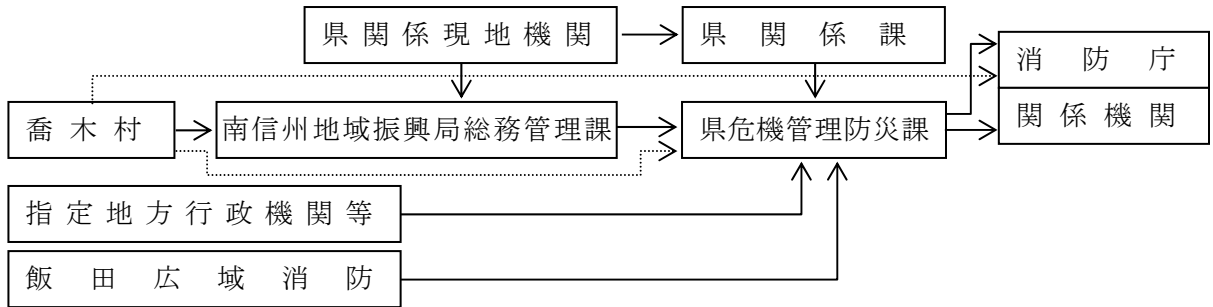 県関係現地機関
県関係課
消防庁
関係機関
喬木村
南信州地域振興局総務管理課
県危機管理防災課
指定地方行政機関等
飯田広域消防